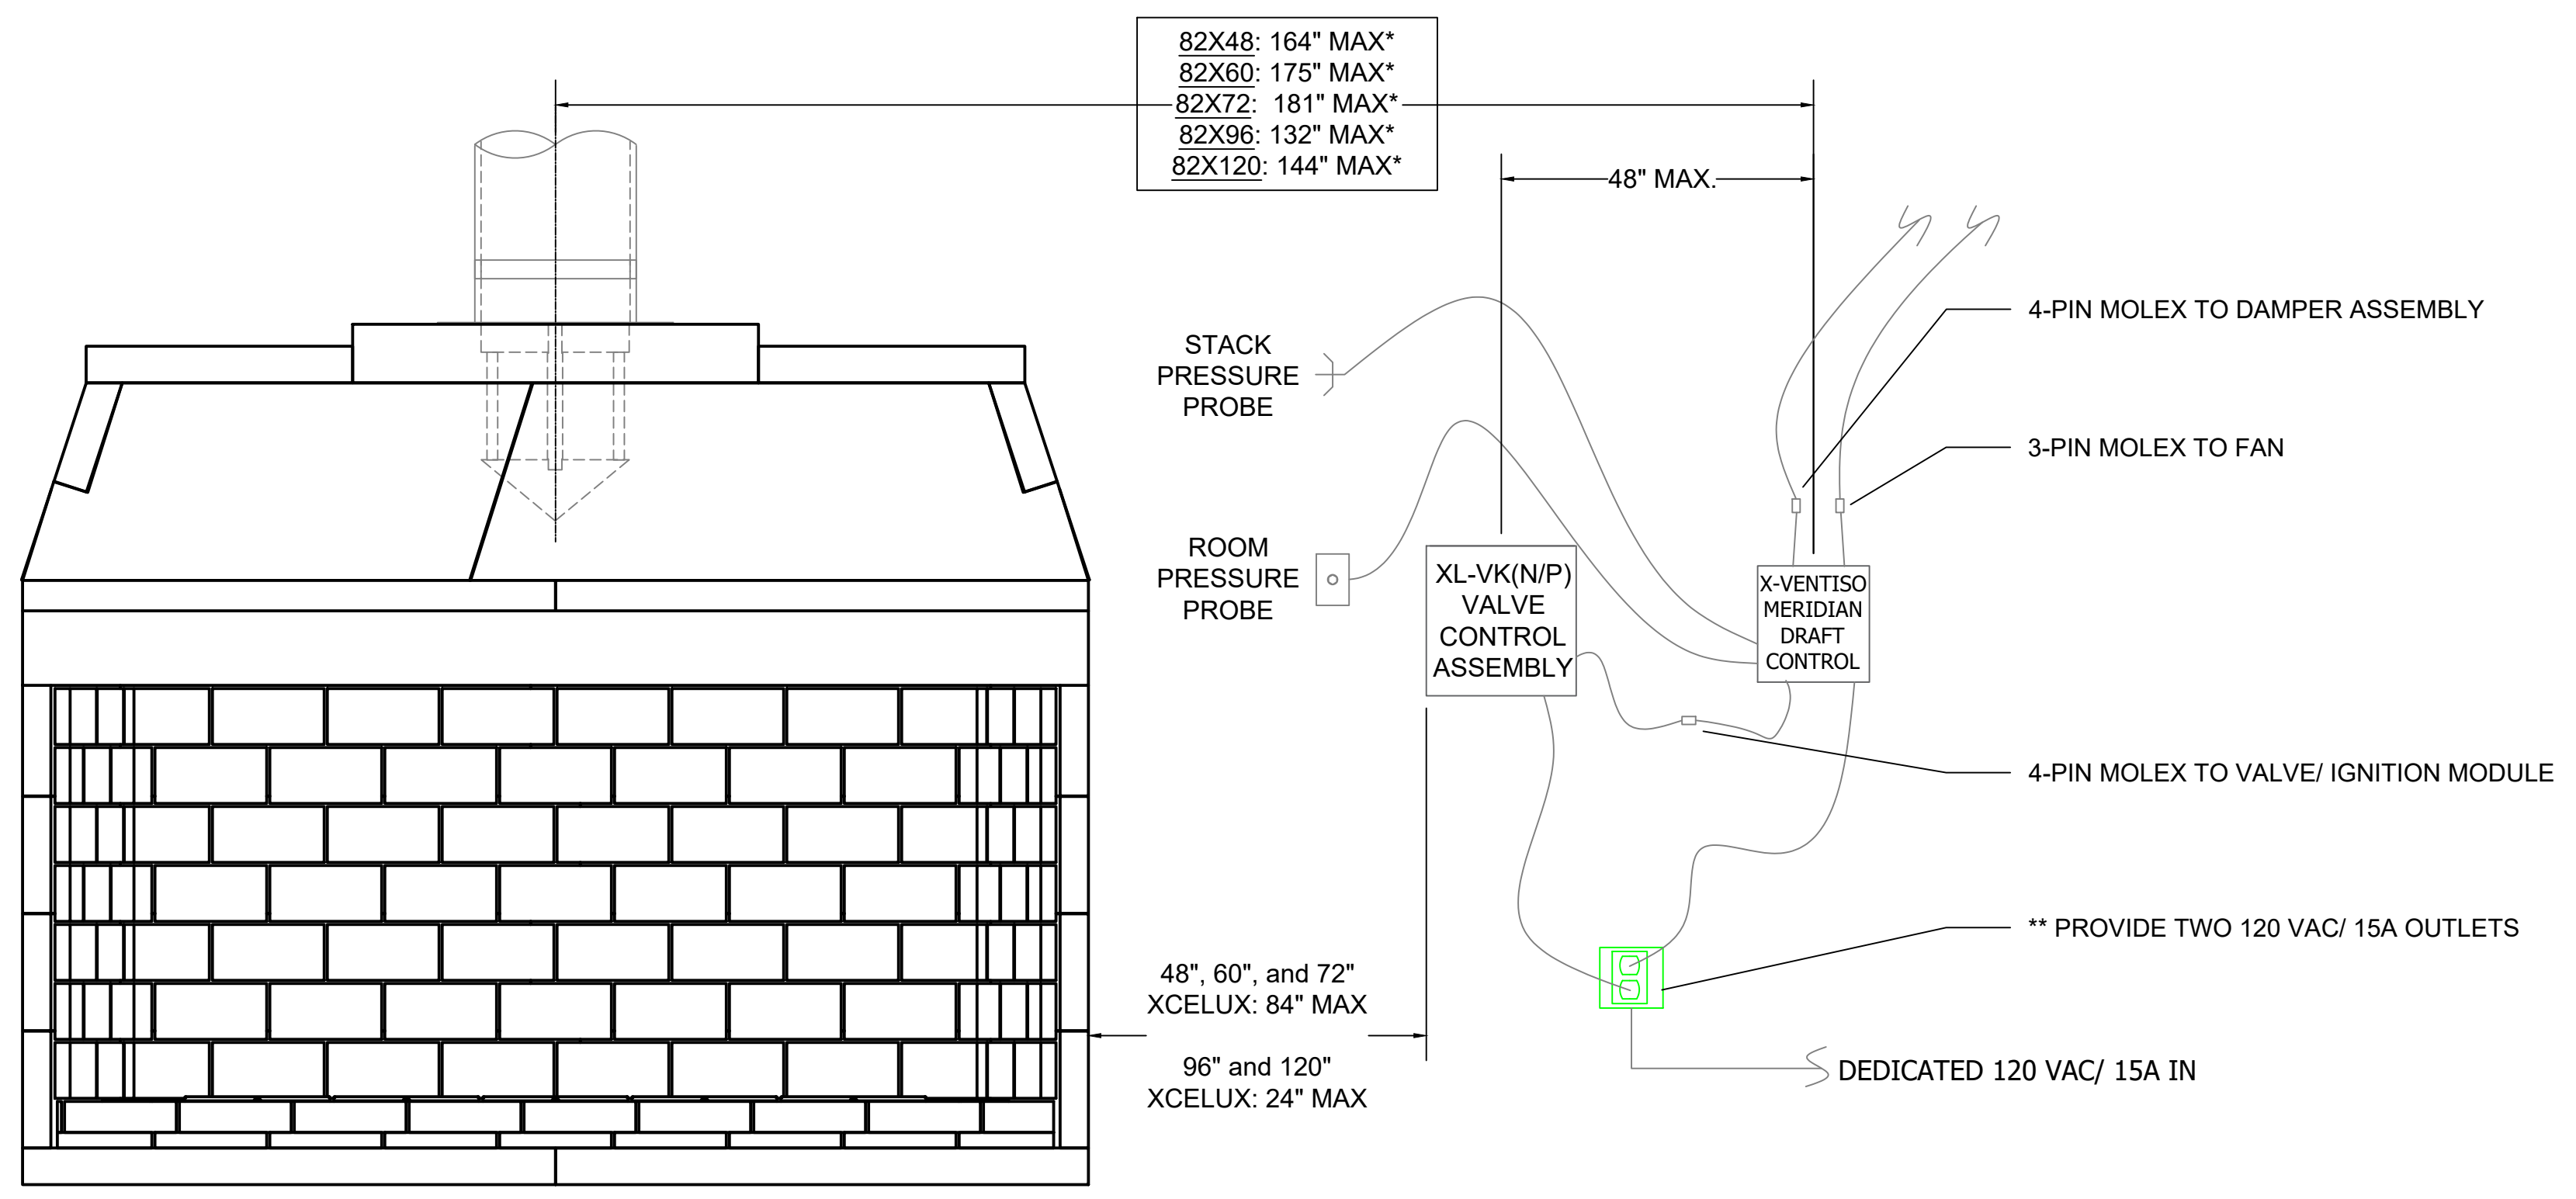 82X48: 164" MAX*
82X60: 175" MAX*
82X72: 181" MAX*
82X96: 132" MAX*
82X120: 144" MAX*
48" MAX.
4-PIN MOLEX TO DAMPER ASSEMBLY
STACK
PRESSURE
PROBE
3-PIN MOLEX TO FAN
ROOM
PRESSURE
PROBE
XL-VK(N/P)
VALVE
CONTROL
ASSEMBLY
X-VENTISO
MERIDIAN
DRAFT
CONTROL
4-PIN MOLEX TO VALVE/ IGNITION MODULE
** PROVIDE TWO 120 VAC/ 15A OUTLETS
48", 60", and 72"
XCELUX: 84" MAX
96" and 120"
XCELUX: 24" MAX
DEDICATED 120 VAC/ 15A IN